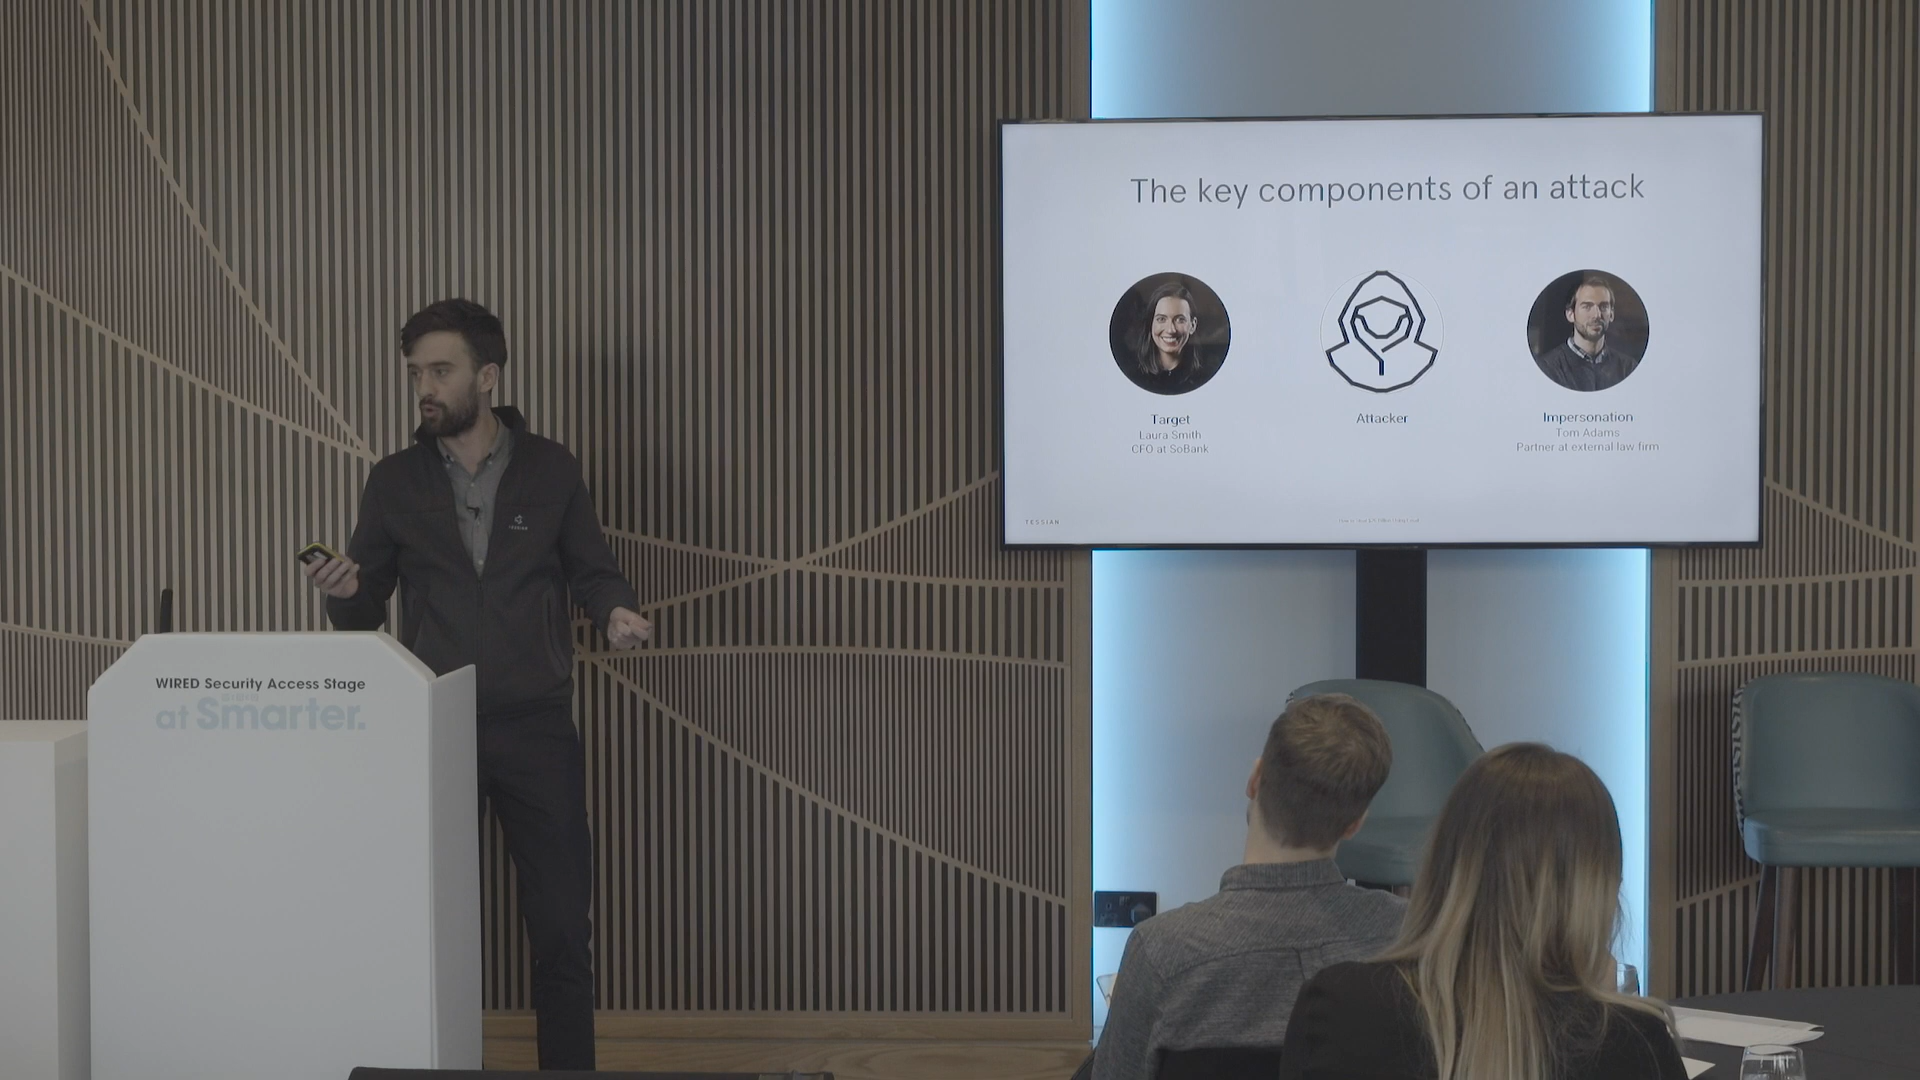 The key components of an attack
Target
Laura Smith
CFO at SoBank
Attacker
Impersonation
Tom Adams
Partner at external law firm
TESSIAN
TESSIAN
WIRED Security Access Stage
at Smarter.